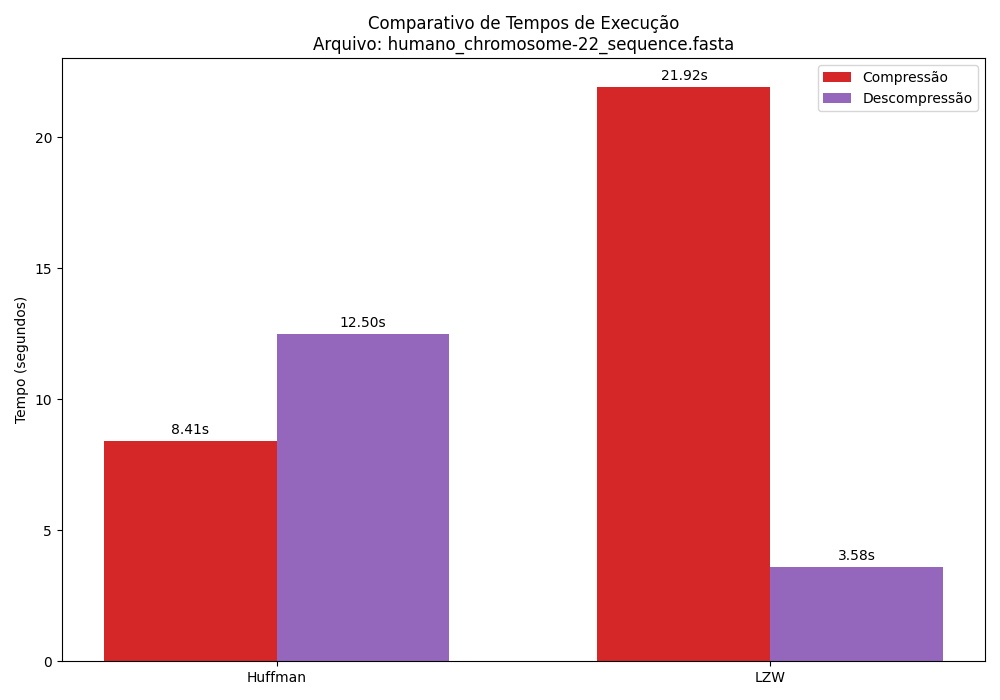 Comparativo de Tempos de Execução
Arquivo: humano_chromosome-22_sequence.fasta
Compressão
Descompressão
21.92s
12.50s
8.41s
3.58s
Tempo (segundos)
20
15
10
5
0
Huffman
LZW